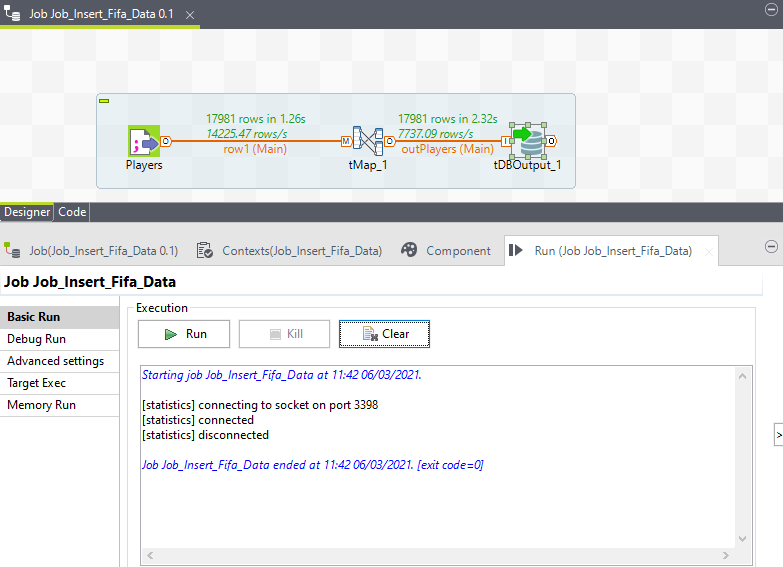 Job Job_Insert_Fifa_Data 0.1
17981 rows in 1.26s
14225.47 rows/s
row1 (Main)
17981 rows in 2.32s
7737.09 rows/s
outPlayers (Main)
O
M
O
I
O
Players
tMap_1
tDBOutput_1
Designer
Code
Job(Job_Insert_Fifa_Data 0.1)
Contexts(Job_Insert_Fifa_Data)
Component
Run (Job Job_Insert_Fifa_Data)
Job Job_Insert_Fifa_Data
Basic Run
Debug Run
Advanced settings
Target Exec
Memory Run
Execution
Run
Kill
Clear
Starting job Job_Insert_Fifa_Data at 11:42 06/03/2021.
[statistics] connecting to socket on port 3398
[statistics] connected
[statistics] disconnected
Job Job_Insert_Fifa_Data ended at 11:42 06/03/2021. [exit code=0]